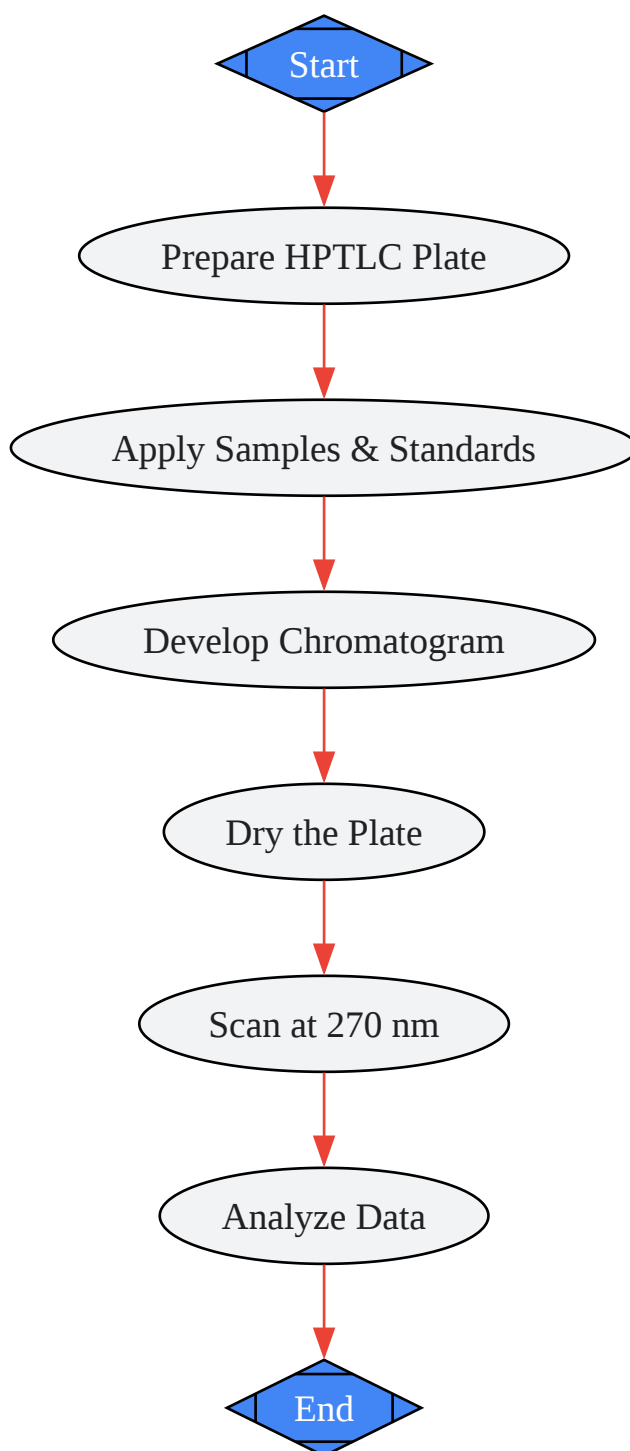 Start
Prepare HPTLC Plate
Apply Samples & Standards
Develop Chromatogram
Dry the Plate
Scan at 270 nm
Analyze Data
End